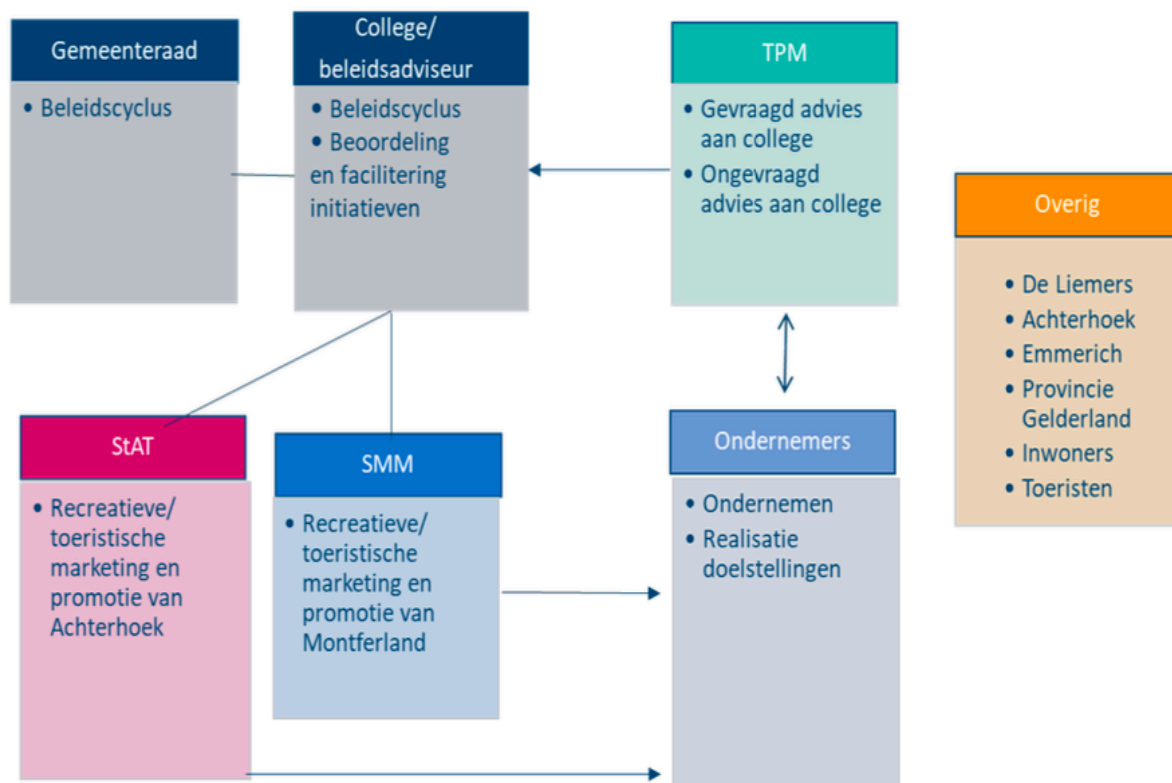 Gemeenteraad
• Beleidscyclus
College/
beleidsadviseur
• Beleidscyclus
• Beoordeling
en facilitering
initiatieven
TPM
• Gevraagd advies
aan college
• Ongevraagd
advies aan college
Overig
• De Liemers
• Achterhoek
• Emmerich
• Provincie
Gelderland
• Inwoners
• Toeristen
StAT
• Recreatieve/
toeristische
marketing en
promotie van
Achterhoek
SMM
• Recreatieve/
toeristische
marketing en
promotie van
Montferland
Ondernemers
• Ondernemen
• Realisatie
doelstellingen